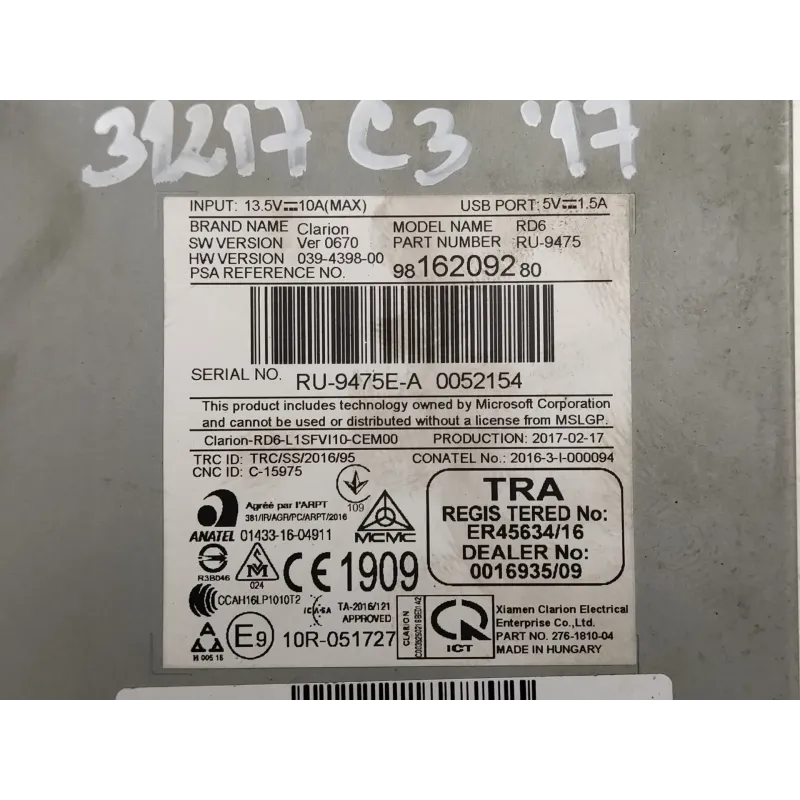 31217 C3 '17
INPUT: 13.5V⎓10A(MAX) USB PORT: 5V⎓1.5A
BRAND NAME Clarion MODEL NAME RD6
SW VERSION Ver 0670 PART NUMBER RU-9475
HW VERSION 039-4398-00
PSA REFERENCE NO. 9816209280
SERIAL NO. RU-9475E-A 0052154
This product includes technology owned by Microsoft Corporation
and cannot be used or distributed without a license from MSLGP.
Clarion-RD6-L1SFVI10-CEM00 PRODUCTION: 2017-02-17
TRC ID: TRC/SS/2016/95 CONATEL No.: 2016-3-I-000094
CNC ID: C-15975
Agréé par l'ARPT
381/IR/AGR/PC/ARPT/2016
109
ANATEL 01433-16-04911
MCMC
TRA
REGIS TERED No:
ER45634/16
DEALER No:
0016935/09
R3B046
024
CE 1909
CCAH16LP1010T2
ICASA
TA-2016/121
APPROVED
H 005 16
E9 10R-051727
CLARION
ICT
Xiamen Clarion Electrical
Enterprise Co.,Ltd.
PART NO. 276-1810-04
MADE IN HUNGARY